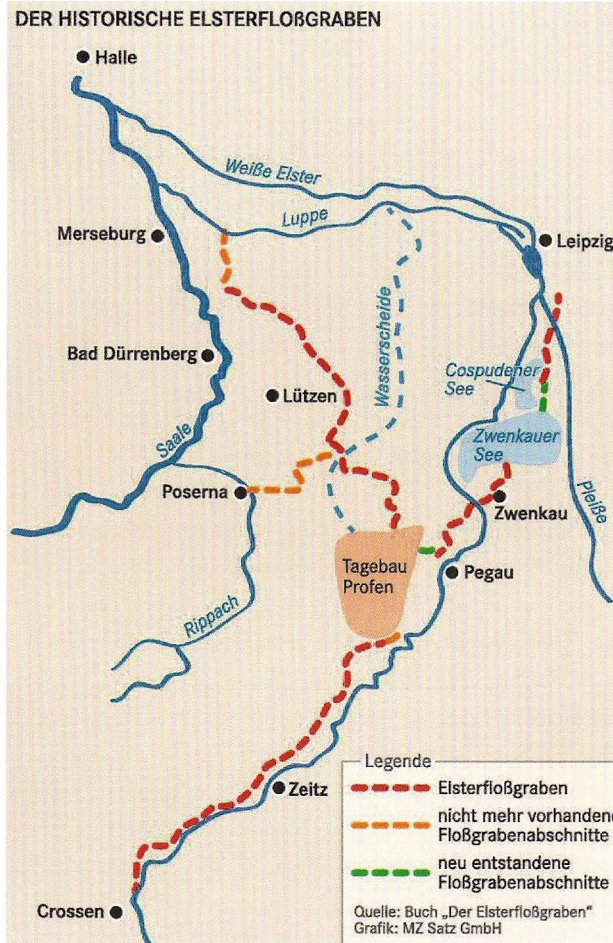 DER HISTORISCHE ELSTERFLOẞGRABEN
Halle
Weiße Elster
Luppe
Merseburg
Leipzig
Wasserscheide
Bad Dürrenberg
Cospudener
See
Lützen
Zwenkauer
See
Saale
Poserna
Zwenkau
Pleiße
Tagebau
Profen
Pegau
Rippach
Legende
Elsterfloßgraben
nicht mehr vorhandene
Floßgrabenabschnitte
neu entstandene
Floßgrabenabschnitte
Zeitz
Crossen
Quelle: Buch „Der Elsterfloßgraben“
Grafik: MZ Satz GmbH